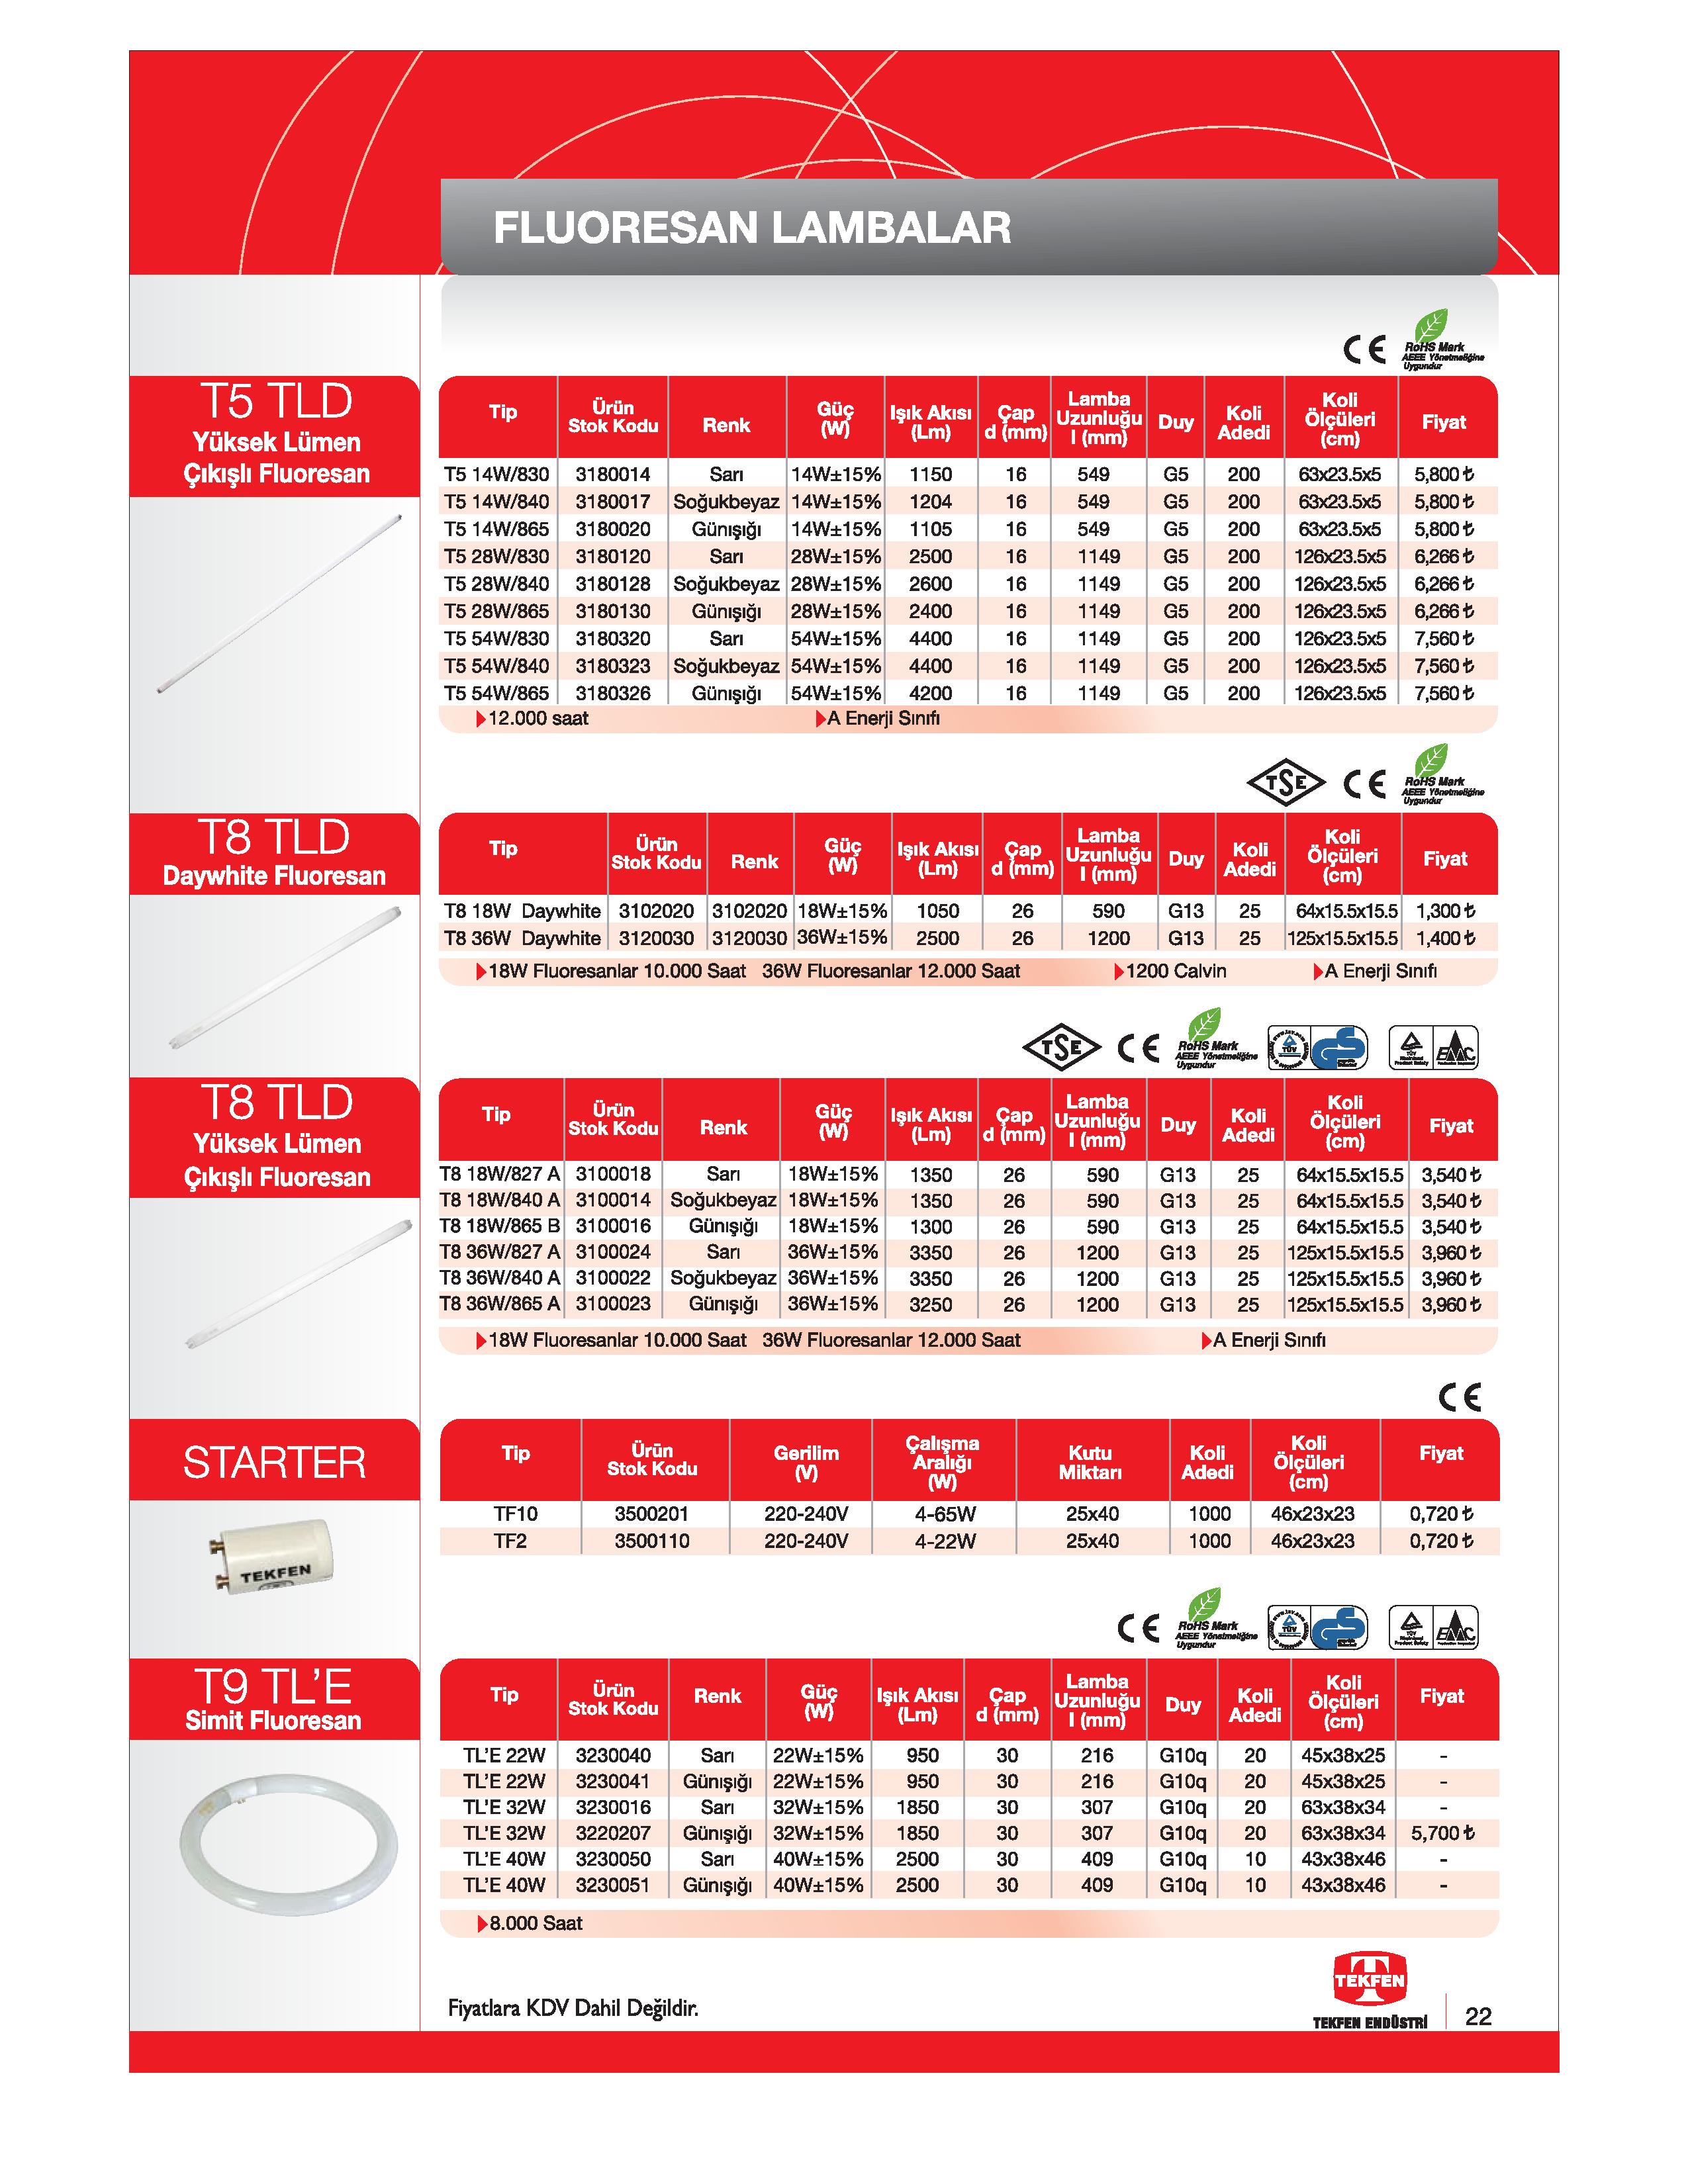 FLUORESAN LAMBALAR
CE RoHS Mark
AEEE Yönetmeliğine
Uygundur
T5 TLD
Yüksek Lümen
Çıkışlı Fluoresan
Tip Ürün Stok Kodu Renk Güç (W) Işık Akısı (Lm) Çap d (mm) Lamba Uzunluğu l (mm) Duy Koli Adedi Koli Ölçüleri (cm) Fiyat
T5 14W/830 3180014 Sarı 14W±15% 1150 16 549 G5 200 63x23.5x5 5,800 ₺
T5 14W/840 3180017 Soğukbeyaz 14W±15% 1204 16 549 G5 200 63x23.5x5 5,800 ₺
T5 14W/865 3180020 Günışığı 14W±15% 1105 16 549 G5 200 63x23.5x5 5,800 ₺
T5 28W/830 3180120 Sarı 28W±15% 2500 16 1149 G5 200 126x23.5x5 6,266 ₺
T5 28W/840 3180128 Soğukbeyaz 28W±15% 2600 16 1149 G5 200 126x23.5x5 6,266 ₺
T5 28W/865 3180130 Günışığı 28W±15% 2400 16 1149 G5 200 126x23.5x5 6,266 ₺
T5 54W/830 3180320 Sarı 54W±15% 4400 16 1149 G5 200 126x23.5x5 7,560 ₺
T5 54W/840 3180323 Soğukbeyaz 54W±15% 4400 16 1149 G5 200 126x23.5x5 7,560 ₺
T5 54W/865 3180326 Günışığı 54W±15% 4200 16 1149 G5 200 126x23.5x5 7,560 ₺
12.000 saat A Enerji Sınıfı
TSE CE RoHS Mark
AEEE Yönetmeliğine
Uygundur
T8 TLD
Daywhite Fluoresan
Tip Ürün Stok Kodu Renk Güç (W) Işık Akısı (Lm) Çap d (mm) Lamba Uzunluğu l (mm) Duy Koli Adedi Koli Ölçüleri (cm) Fiyat
T8 18W Daywhite 3102020 3102020 18W±15% 1050 26 590 G13 25 64x15.5x15.5 1,300 ₺
T8 36W Daywhite 3120030 3120030 36W±15% 2500 26 1200 G13 25 125x15.5x15.5 1,400 ₺
18W Fluoresanlar 10.000 Saat 36W Fluoresanlar 12.000 Saat 1200 Calvin A Enerji Sınıfı
TSE CE RoHS Mark
AEEE Yönetmeliğine
Uygundur
TÜV GS TÜV EMC
T8 TLD
Yüksek Lümen
Çıkışlı Fluoresan
Tip Ürün Stok Kodu Renk Güç (W) Işık Akısı (Lm) Çap d (mm) Lamba Uzunluğu l (mm) Duy Koli Adedi Koli Ölçüleri (cm) Fiyat
T8 18W/827 A 3100018 Sarı 18W±15% 1350 26 590 G13 25 64x15.5x15.5 3,540 ₺
T8 18W/840 A 3100014 Soğukbeyaz 18W±15% 1350 26 590 G13 25 64x15.5x15.5 3,540 ₺
T8 18W/865 B 3100016 Günışığı 18W±15% 1300 26 590 G13 25 64x15.5x15.5 3,540 ₺
T8 36W/827 A 3100024 Sarı 36W±15% 3350 26 1200 G13 25 125x15.5x15.5 3,960 ₺
T8 36W/840 A 3100022 Soğukbeyaz 36W±15% 3350 26 1200 G13 25 125x15.5x15.5 3,960 ₺
T8 36W/865 A 3100023 Günışığı 36W±15% 3250 26 1200 G13 25 125x15.5x15.5 3,960 ₺
18W Fluoresanlar 10.000 Saat 36W Fluoresanlar 12.000 Saat A Enerji Sınıfı
CE
STARTER
TEKFEN
Tip Ürün Stok Kodu Gerilim (V) Çalışma Aralığı (W) Kutu Miktarı Koli Adedi Koli Ölçüleri (cm) Fiyat
TF10 3500201 220-240V 4-65W 25x40 1000 46x23x23 0,720 ₺
TF2 3500110 220-240V 4-22W 25x40 1000 46x23x23 0,720 ₺
CE RoHS Mark
AEEE Yönetmeliğine
Uygundur
TÜV GS TÜV EMC
T9 TL’E
Simit Fluoresan
Tip Ürün Stok Kodu Renk Güç (W) Işık Akısı (Lm) Çap d (mm) Lamba Uzunluğu l (mm) Duy Koli Adedi Koli Ölçüleri (cm) Fiyat
TL’E 22W 3230040 Sarı 22W±15% 950 30 216 G10q 20 45x38x25 -
TL’E 22W 3230041 Günışığı 22W±15% 950 30 216 G10q 20 45x38x25 -
TL’E 32W 3230016 Sarı 32W±15% 1850 30 307 G10q 20 63x38x34 -
TL’E 32W 3220207 Günışığı 32W±15% 1850 30 307 G10q 20 63x38x34 5,700 ₺
TL’E 40W 3230050 Sarı 40W±15% 2500 30 409 G10q 10 43x38x46 -
TL’E 40W 3230051 Günışığı 40W±15% 2500 30 409 G10q 10 43x38x46 -
8.000 Saat
Fiyatlara KDV Dahil Değildir.
TEKFEN
TEKFEN ENDÜSTRİ 22